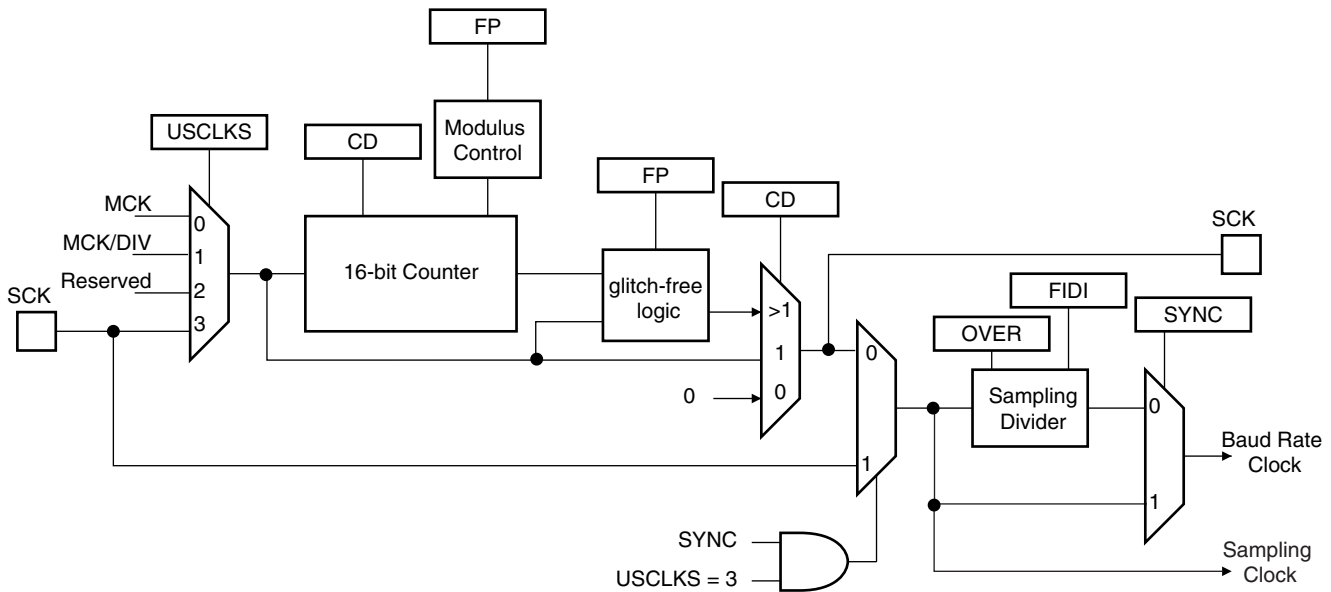 FP
USCLKS
CD
Modulus
Control
FP
CD
MCK
0
MCK/DIV
1
Reserved
2
SCK
3
16-bit Counter
glitch-free
logic
>1
1
0
0
SCK
FIDI
SYNC
OVER
0
Sampling
Divider
0
Baud Rate
Clock
1
1
SYNC
USCLKS = 3
Sampling
Clock